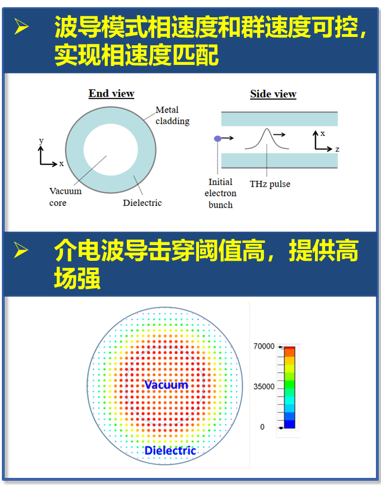 波导模式相速度和群速度可控，
实现相速度匹配
End view
Side view
Metal
cladding
y
x
Vacuum
core
Dielectric
x
z
Initial
electron
bunch
THz pulse
介电波导击穿阈值高，提供高
场强
Vacuum
Dielectric
70000
35000
0